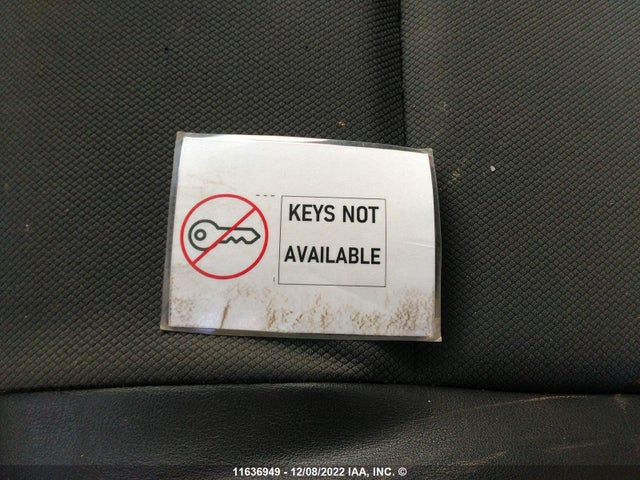 KEYS NOT
AVAILABLE
11636949 - 12/08/2022 IAA, INC. ©